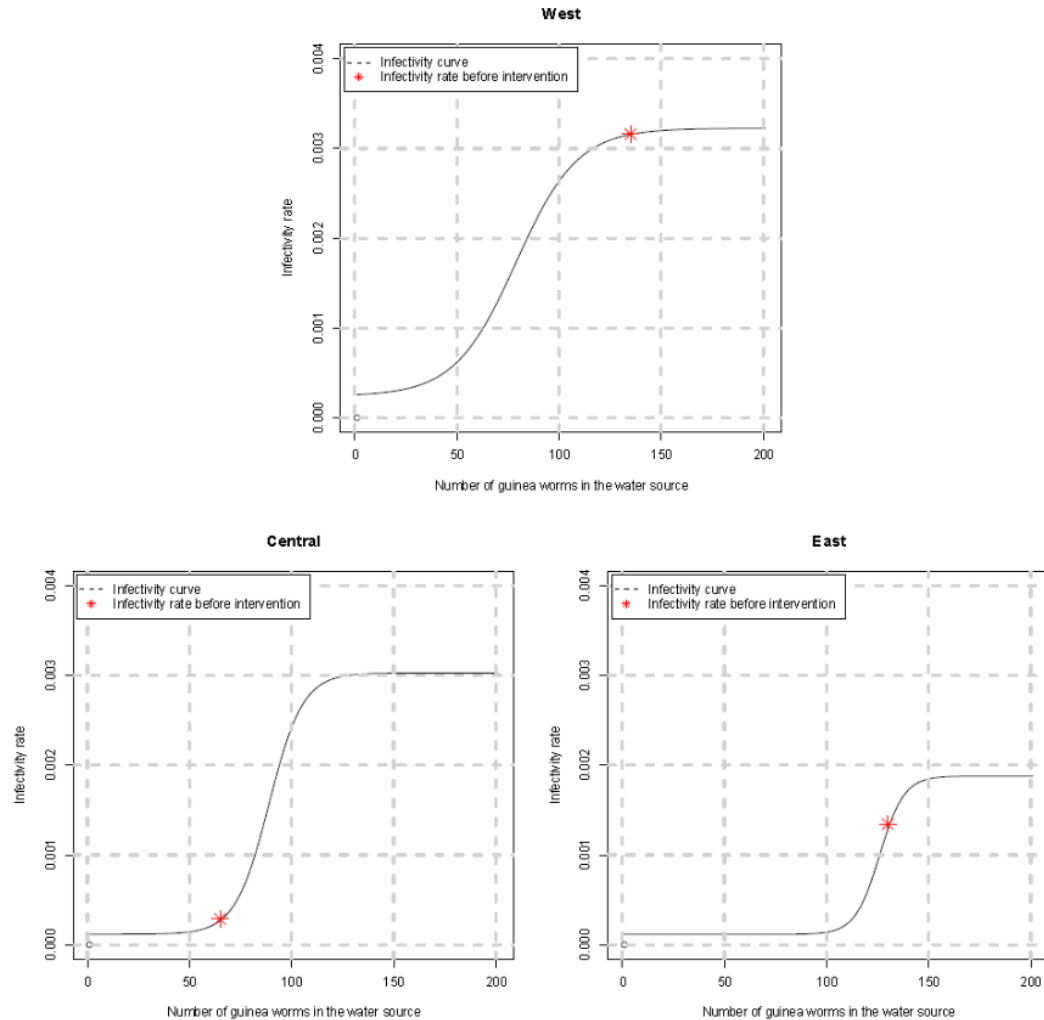 West
Infectivity curve
Infectivity rate before intervention
Infectivity rate
0.004
0.003
0.002
0.001
0.000
0 50 100 150 200
Number of guinea worms in the water source
Central
Infectivity curve
Infectivity rate before intervention
Infectivity rate
0.004
0.003
0.002
0.001
0.000
0 50 100 150 200
Number of guinea worms in the water source
East
Infectivity curve
Infectivity rate before intervention
Infectivity rate
0.004
0.003
0.002
0.001
0.000
0 50 100 150 200
Number of guinea worms in the water source